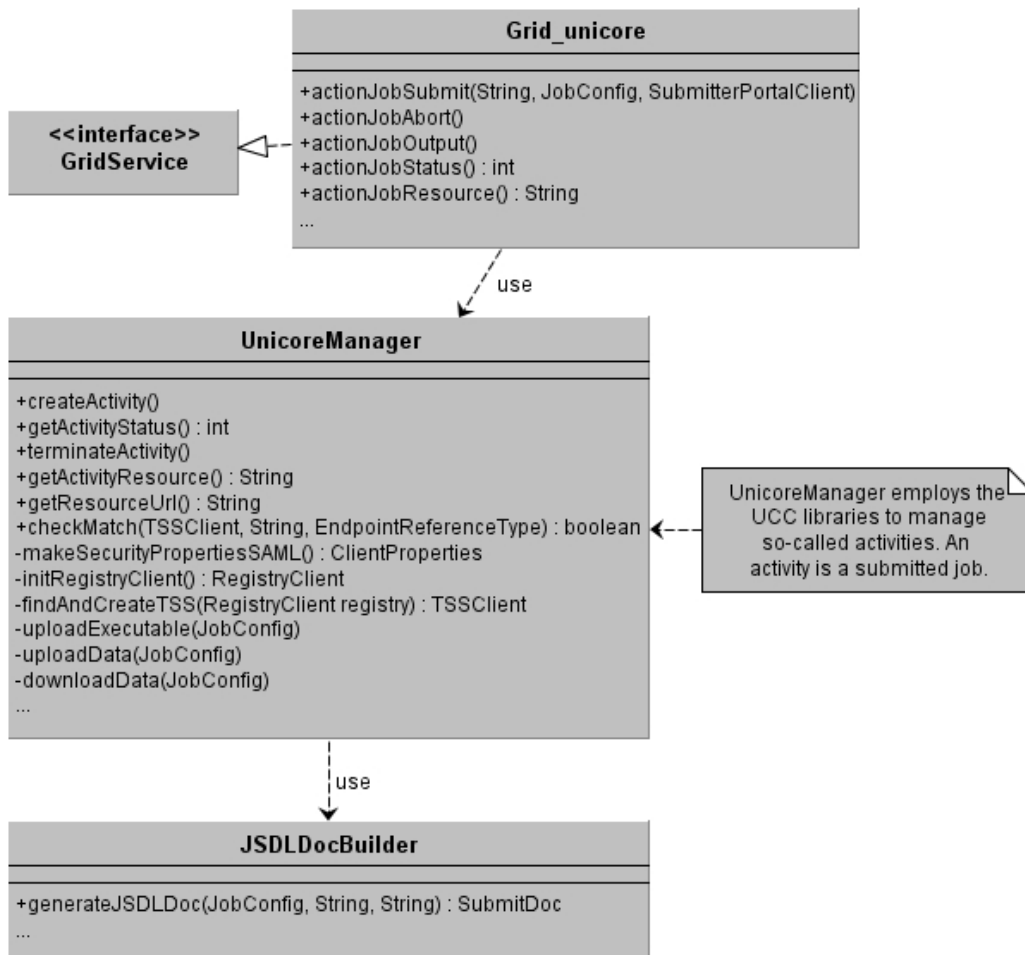 Grid_unicore
+actionJobSubmit(String, JobConfig, SubmitterPortalClient)
+actionJobAbort()
+actionJobOutput()
+actionJobStatus() : int
+actionJobResource() : String
...
<<interface>>
GridService
use
UnicoreManager
+createActivity()
+getActivityStatus() : int
+terminateActivity()
+getActivityResource() : String
+getResourceUrl() : String
+checkMatch(TSSClient, String, EndpointReferenceType) : boolean
-makeSecurityPropertiesSAML() : ClientProperties
-initRegistryClient() : RegistryClient
-findAndCreateTSS(RegistryClient registry) : TSSClient
-uploadExecutable(JobConfig)
-uploadData(JobConfig)
-downloadData(JobConfig)
...
UnicoreManager employs the
UCC libraries to manage
so-called activities. An
activity is a submitted job.
use
JSDLDocBuilder
+generateJSDLDoc(JobConfig, String, String) : SubmitDoc
...